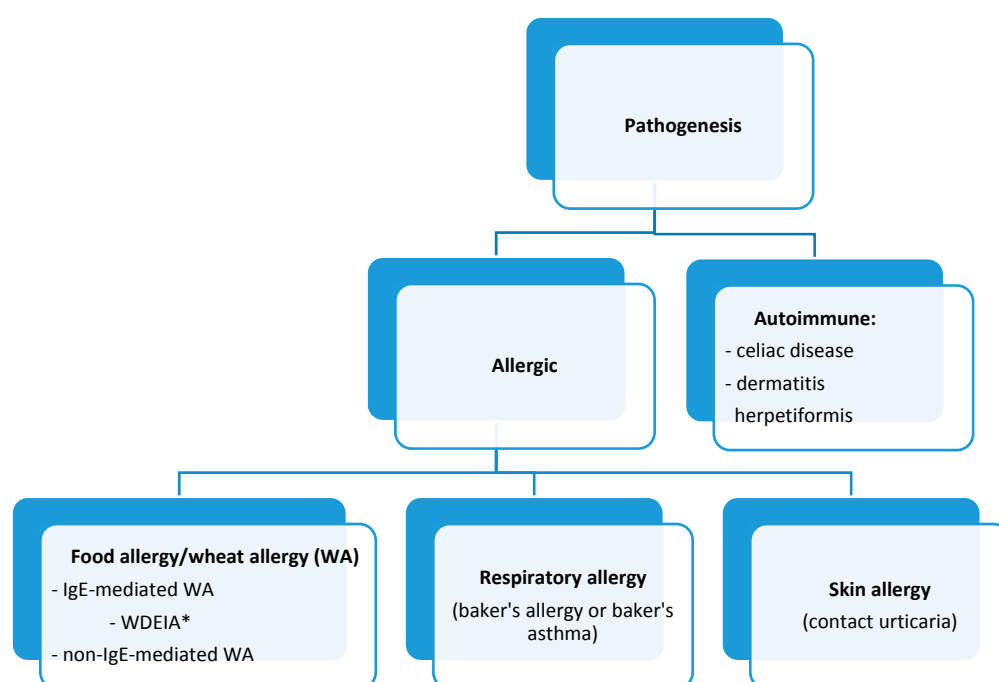 Pathogenesis
Allergic
Autoimmune:
- celiac disease
- dermatitis
herpetiformis
Food allergy/wheat allergy (WA)
- IgE-mediated WA
- WDEIA*
- non-IgE-mediated WA
Respiratory allergy
(baker's allergy or baker's
asthma)
Skin allergy
(contact urticaria)